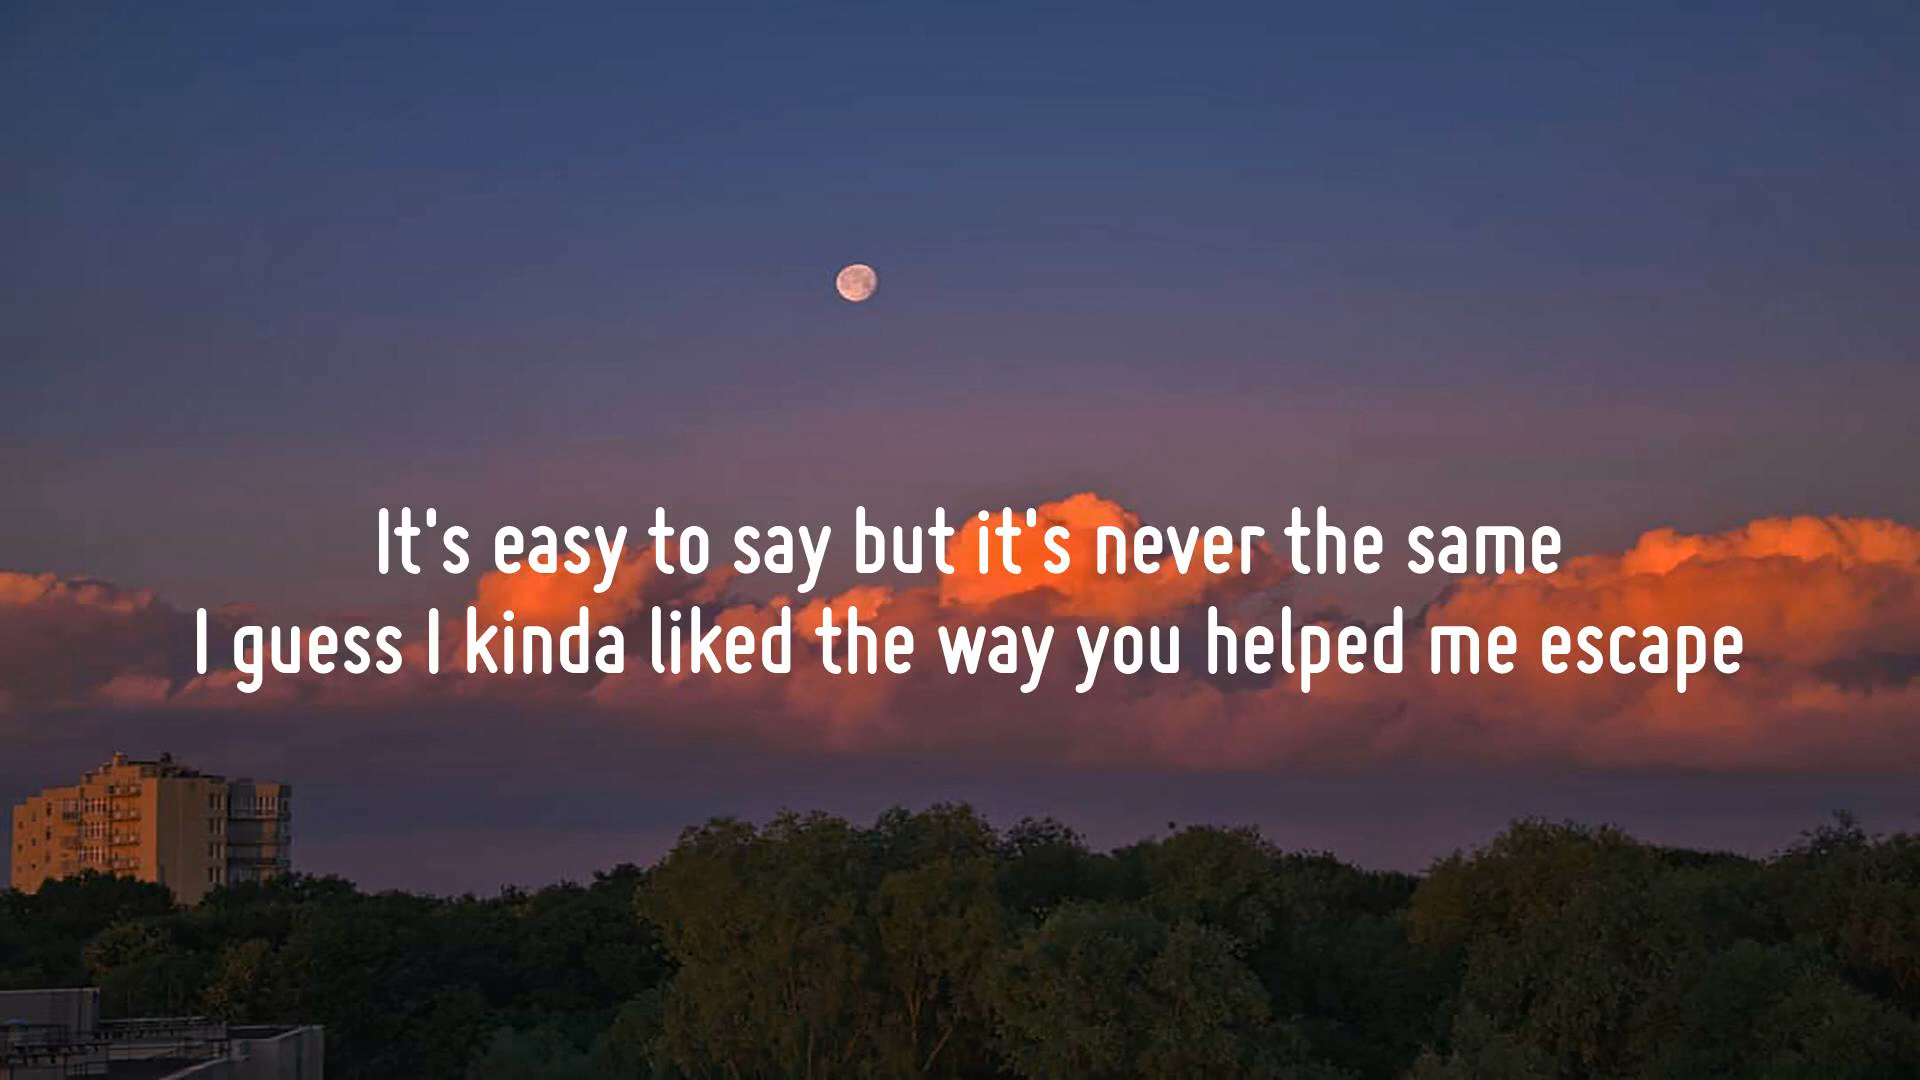 It's easy to say but it's never the same
I guess I kinda liked the way you helped me escape